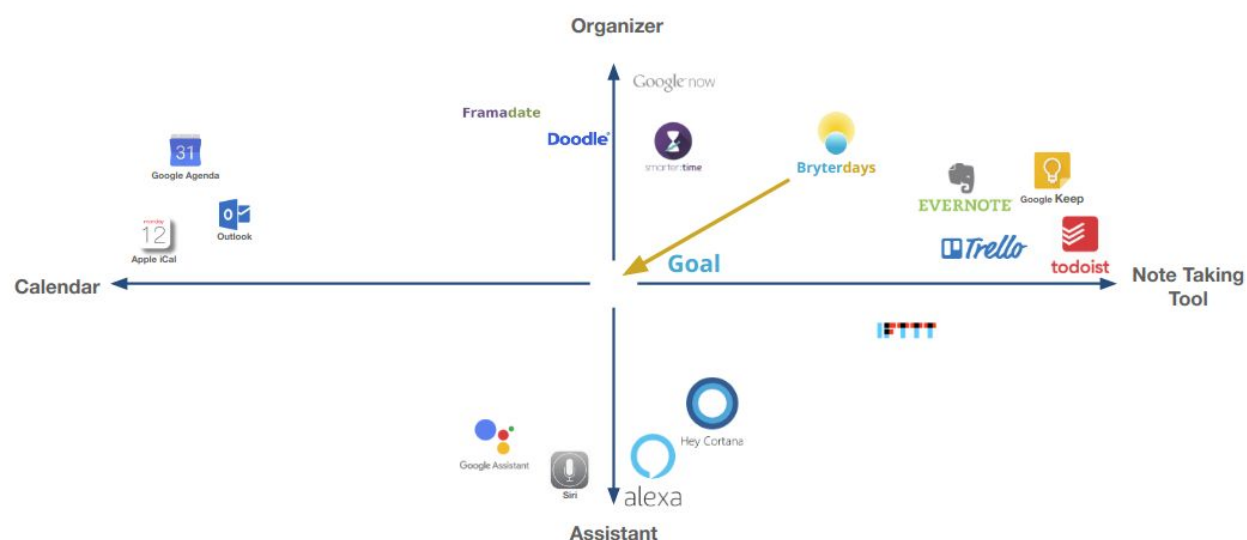 Organizer
Google now
Framadate
Doodle
smarter:time
Bryterdays
31
Google Agenda
EVERNOTE
Google Keep
Outlook
monday
12
Apple iCal
Trello
todoist
Goal
Calendar
Note Taking
Tool
IFTTT
Hey Cortana
Google Assistant
Siri
alexa
Assistant